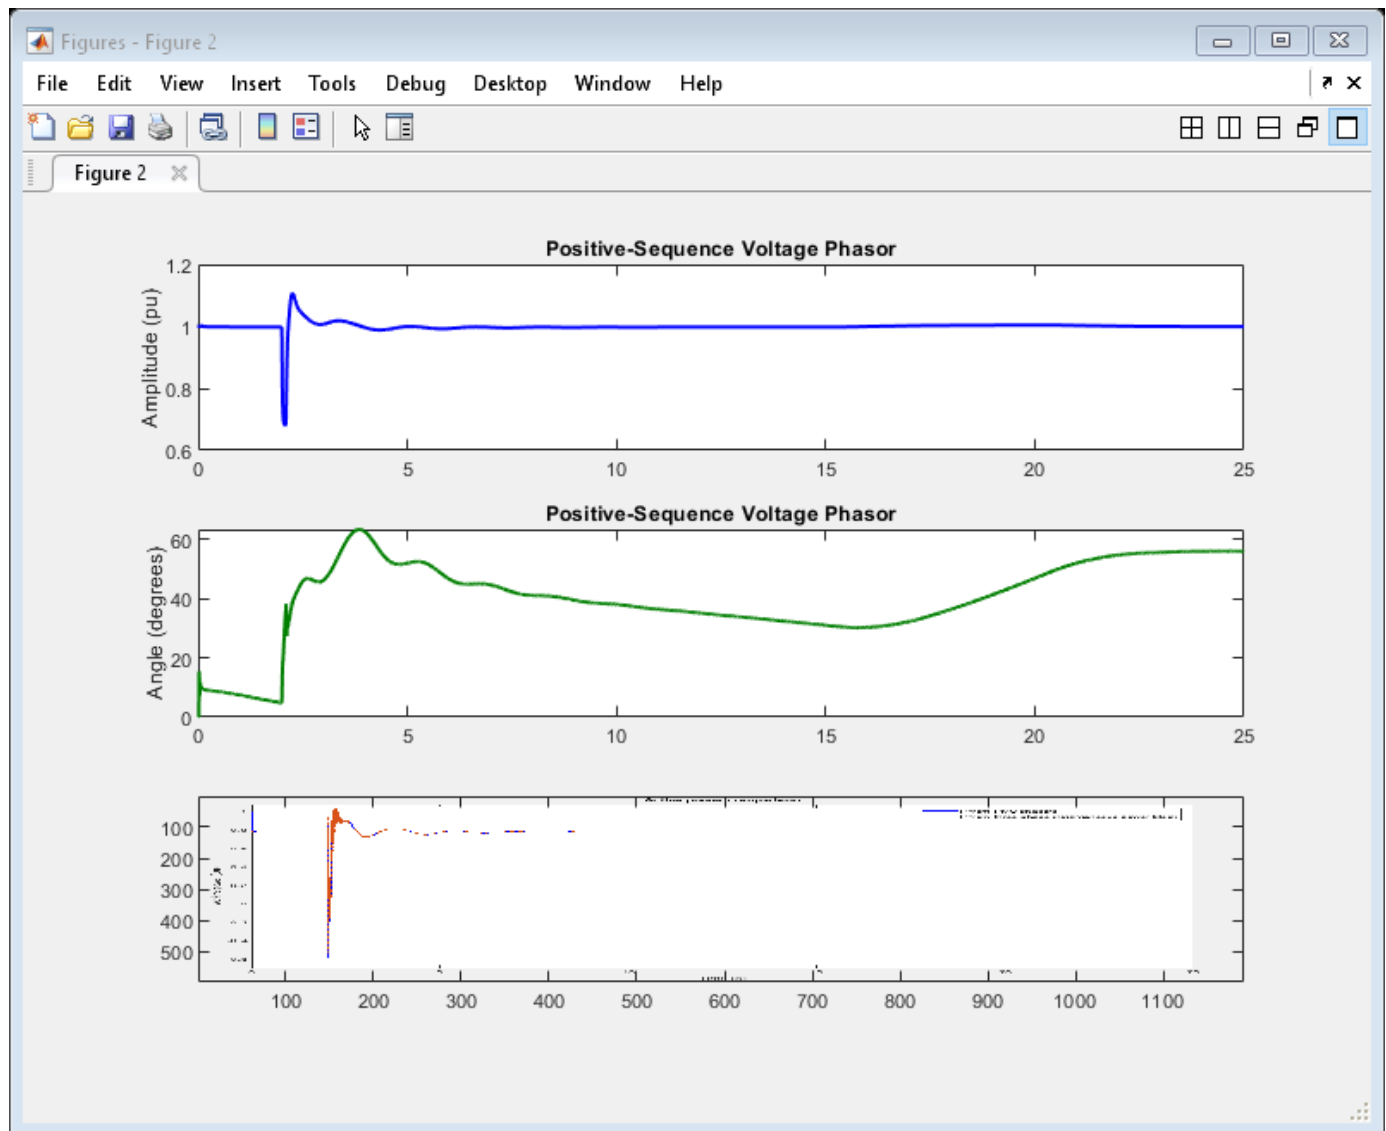 Figures - Figure 2
File Edit View Insert Tools Debug Desktop Window Help
Figure 2
Positive-Sequence Voltage Phasor
Amplitude (pu)
1.2
1
0.8
0.6
0 5 10 15 20 25
Positive-Sequence Voltage Phasor
Angle (degrees)
60
40
20
0
0 5 10 15 20 25
100
200
300
400
500
100 200 300 400 500 600 700 800 900 1000 1100